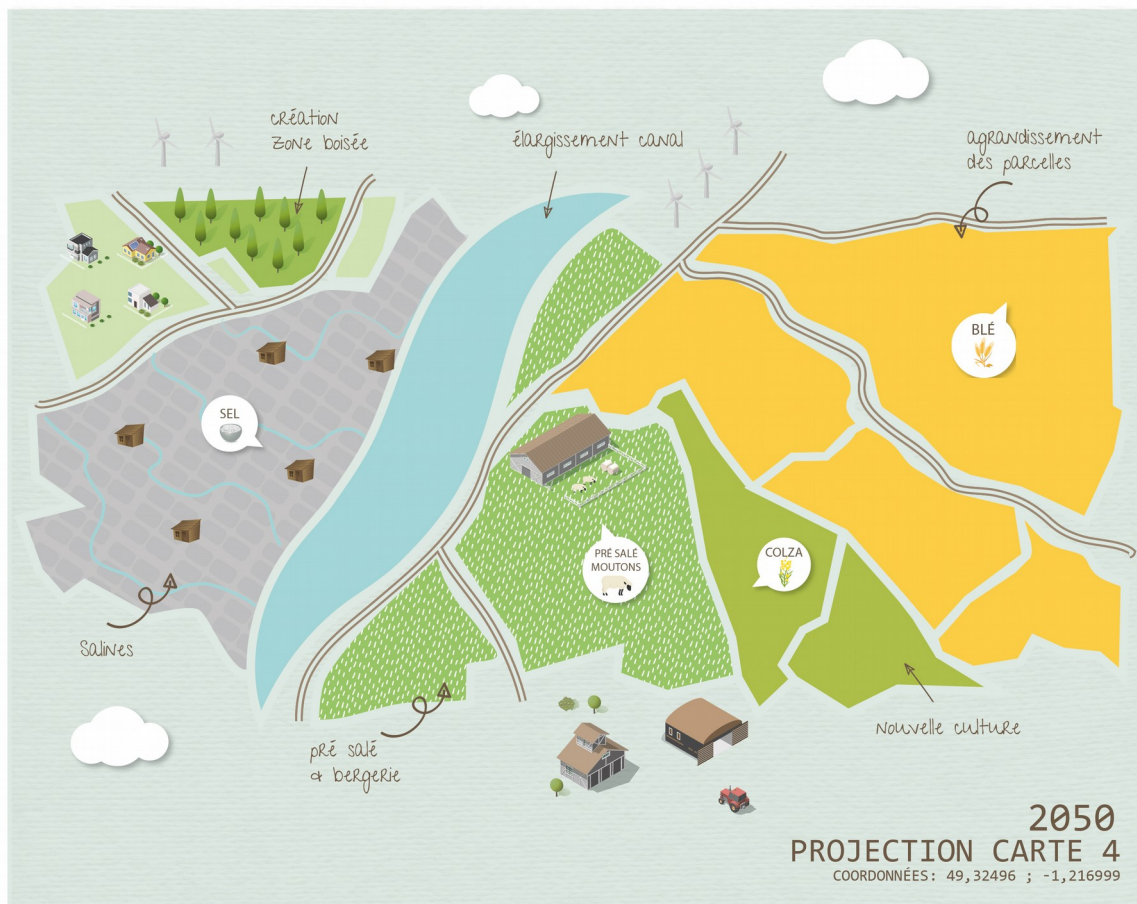 création
zone boisée
élargissement canal
agrandissement
des parcelles
BLÉ
SEL
PRÉ SALÉ
MOUTONS
COLZA
Salines
pré salé
& bergerie
Nouvelle culture
2050
PROJECTION CARTE 4
COORDONNÉES: 49,32496 ; -1,216999